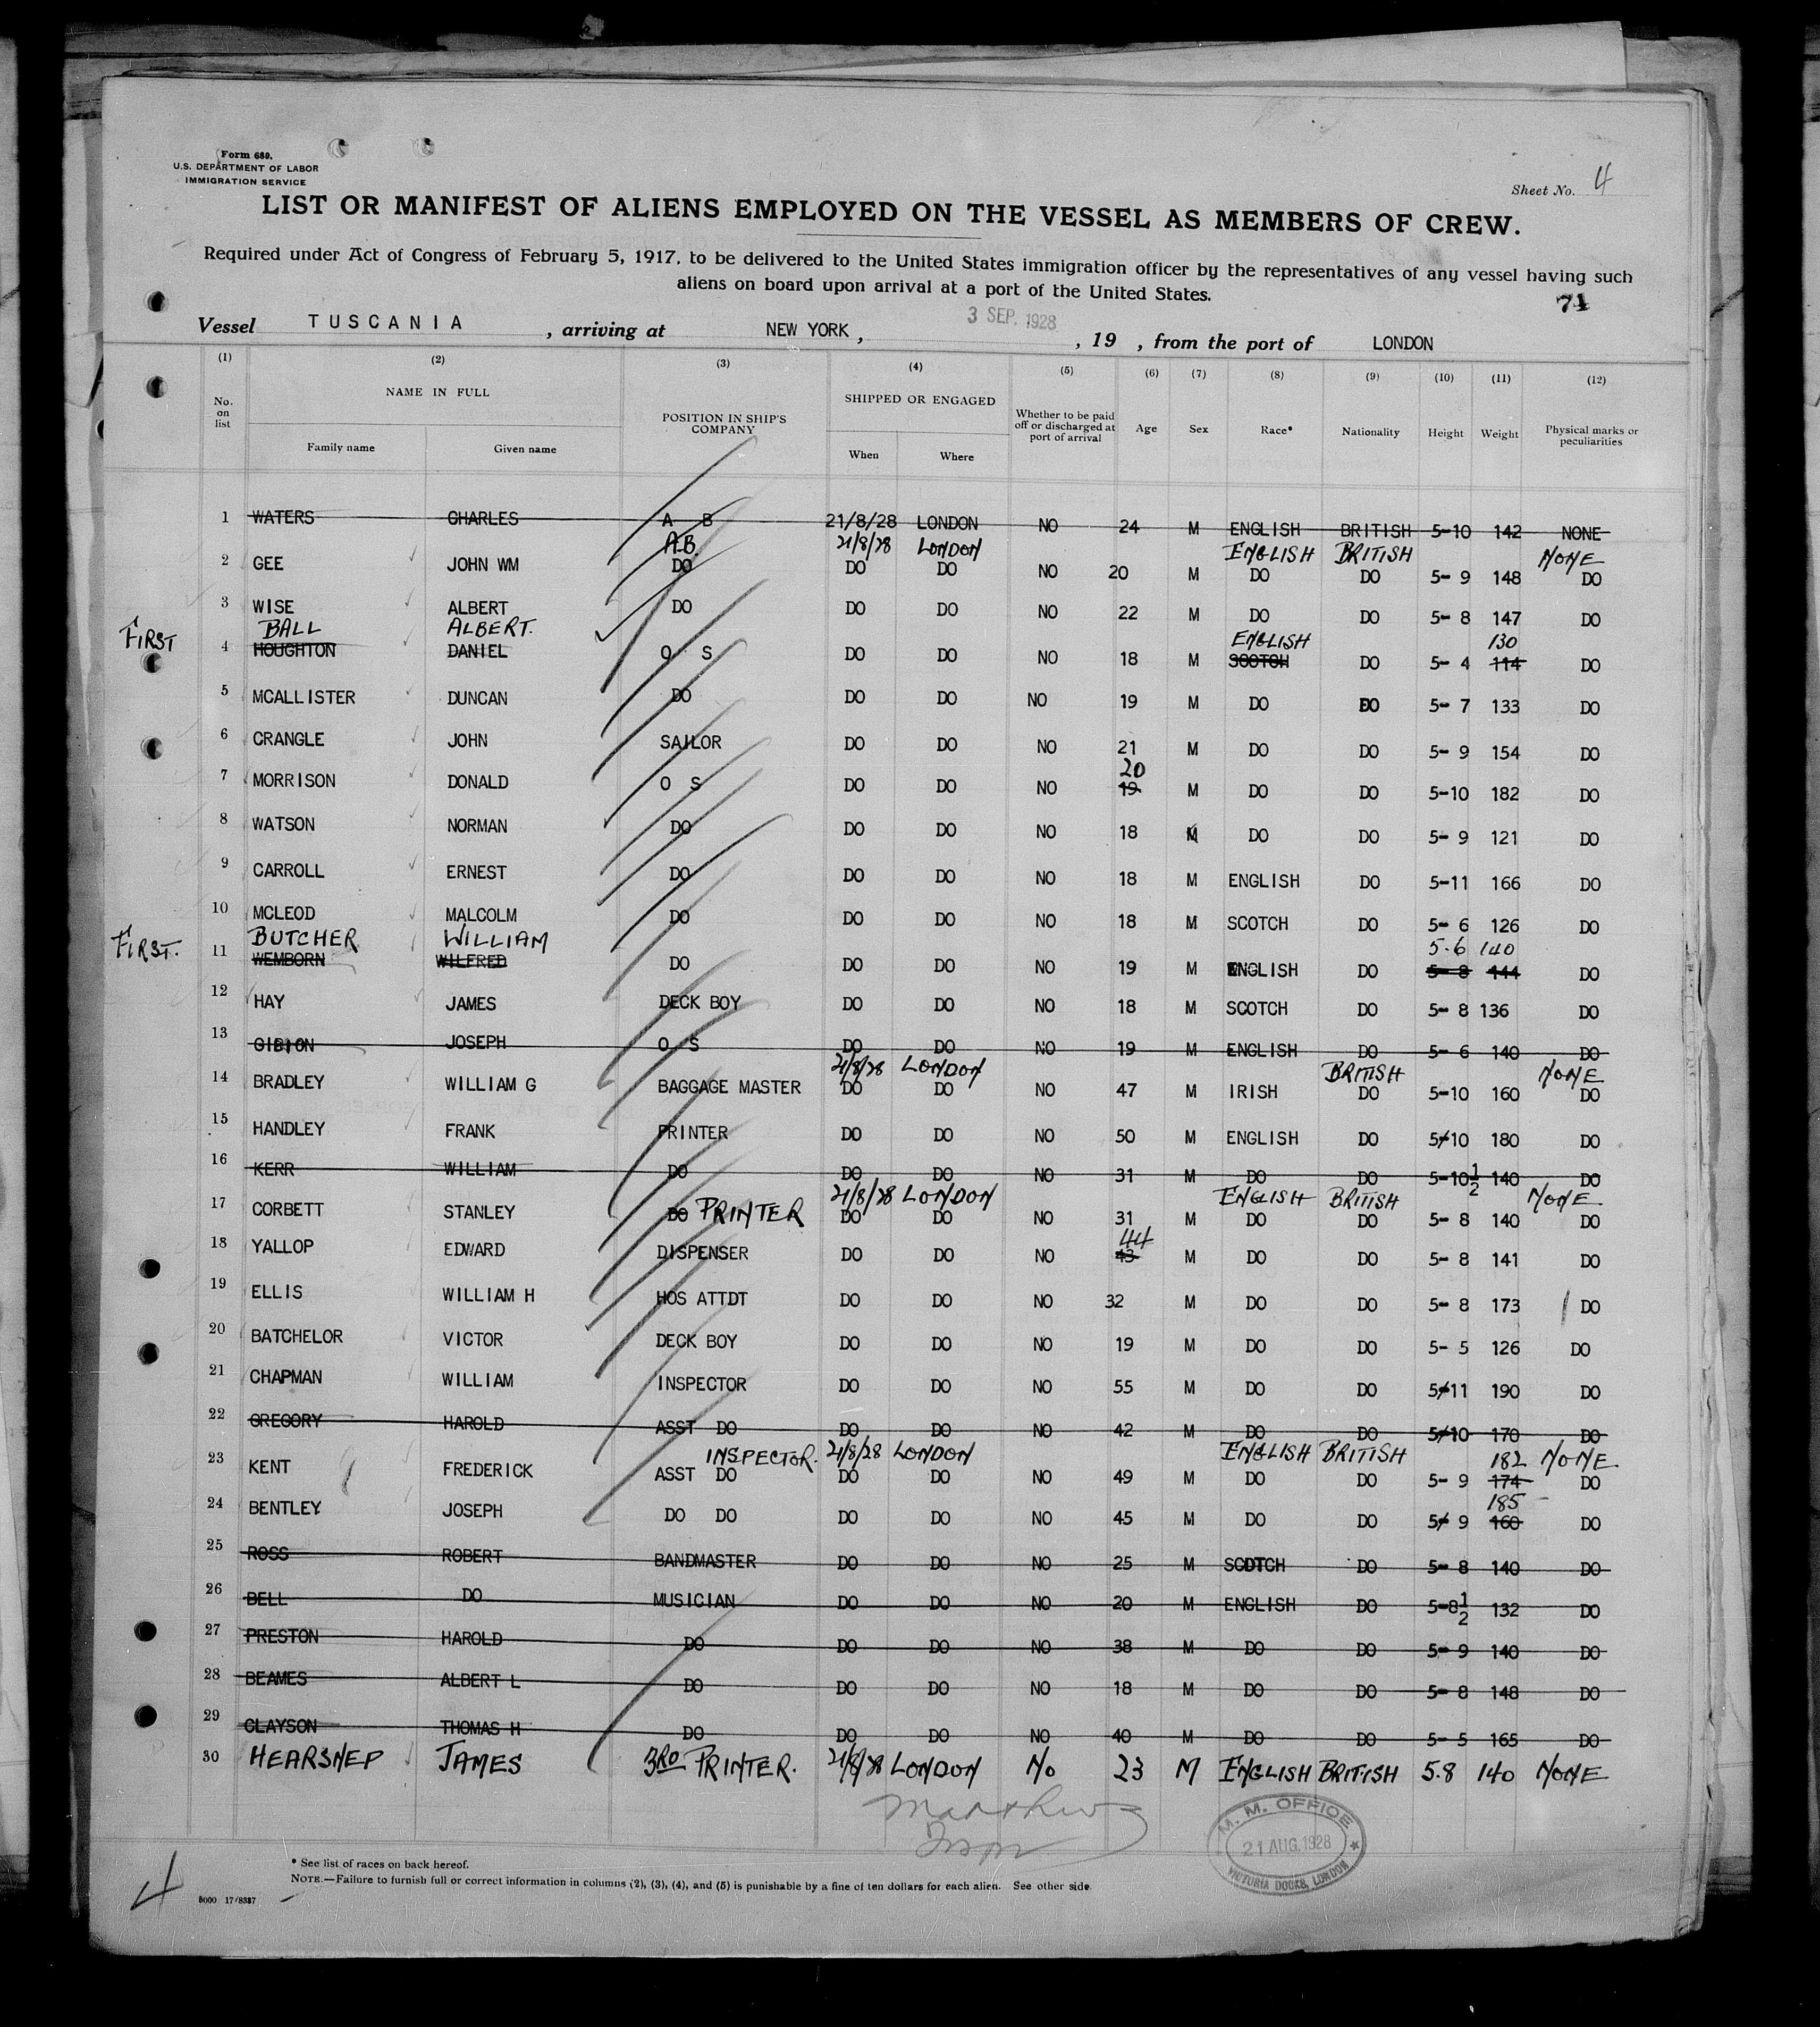 Form 680.
U.S. DEPARTMENT OF LABOR
IMMIGRATION SERVICE
Sheet No. 4
LIST OR MANIFEST OF ALIENS EMPLOYED ON THE VESSEL AS MEMBERS OF CREW.
Required under Act of Congress of February 5, 1917, to be delivered to the United States immigration officer by the representatives of any vessel having such
aliens on board upon arrival at a port of the United States.
74
Vessel TUSCANIA, arriving at NEW YORK, 3 SEP. 1928, 19 , from the port of LONDON
(1) (2) (3) (4) (5) (6) (7) (8) (9) (10) (11) (12)
No. on list NAME IN FULL Family name Given name POSITION IN SHIP'S COMPANY SHIPPED OR ENGAGED When Where Whether to be paid off or discharged at port of arrival Age Sex Race* Nationality Height Weight Physical marks or peculiarities
1 WATERS CHARLES A B 21/8/28 LONDON NO 24 M ENGLISH BRITISH 5-10 142 NONE
A.B. 21/8/28 LONDON ENGLISH BRITISH NONE
2 GEE JOHN WM DO DO DO NO 20 M DO DO 5- 9 148 DO
3 WISE ALBERT DO DO DO NO 22 M DO DO 5- 8 147 DO
FIRST BALL ALBERT. ENGLISH 130
4 HOUGHTON DANIEL O S DO DO NO 18 M SCOTCH DO 5- 4 114 DO
5 MCALLISTER DUNCAN DO DO DO NO 19 M DO DO 5- 7 133 DO
6 CRANGLE JOHN SAILOR DO DO NO 21 M DO DO 5- 9 154 DO
20
7 MORRISON DONALD O S DO DO NO 19 M DO DO 5-10 182 DO
8 WATSON NORMAN DO DO DO NO 18 M DO DO 5- 9 121 DO
9 CARROLL ERNEST DO DO DO NO 18 M ENGLISH DO 5-11 166 DO
10 MCLEOD MALCOLM DO DO DO NO 18 M SCOTCH DO 5- 6 126 DO
FIRST. BUTCHER WILLIAM 5.6 140
11 WEMBORN WILFRED DO DO DO NO 19 M ENGLISH DO 5- 8 144 DO
12 HAY JAMES DECK BOY DO DO NO 18 M SCOTCH DO 5- 8 136 DO
13 GIBION JOSEPH O S DO DO NO 19 M ENGLISH DO 5- 6 140 DO
21/8/28 LONDON BRITISH NONE
14 BRADLEY WILLIAM G BAGGAGE MASTER DO DO NO 47 M IRISH DO 5-10 160 DO
15 HANDLEY FRANK PRINTER DO DO NO 50 M ENGLISH DO 5-10 180 DO
16 KERR WILLIAM DO DO DO NO 31 M DO DO 5-10½ 140 DO
21/8/28 LONDON ENGLISH BRITISH NONE
17 CORBETT STANLEY DO PRINTER DO DO NO 31 M DO DO 5- 8 140 DO
44
18 YALLOP EDWARD DISPENSER DO DO NO 43 M DO DO 5- 8 141 DO
19 ELLIS WILLIAM H HOS ATTDT DO DO NO 32 M DO DO 5- 8 173 DO
20 BATCHELOR VICTOR DECK BOY DO DO NO 19 M DO DO 5- 5 126 DO
21 CHAPMAN WILLIAM INSPECTOR DO DO NO 55 M DO DO 5-11 190 DO
22 GREGORY HAROLD ASST DO DO DO NO 42 M DO DO 5-10 170 DO
INSPECTOR. 21/8/28 LONDON ENGLISH BRITISH 182 NONE
23 KENT FREDERICK ASST DO DO DO NO 49 M DO DO 5- 9 174 DO
185
24 BENTLEY JOSEPH DO DO DO DO NO 45 M DO DO 5- 9 160 DO
25 ROSS ROBERT BANDMASTER DO DO NO 25 M SCOTCH DO 5- 8 140 DO
26 BELL DO MUSICIAN DO DO NO 20 M ENGLISH DO 5-8½ 132 DO
27 PRESTON HAROLD DO DO DO NO 38 M DO DO 5- 9 140 DO
28 BEAMES ALBERT L DO DO DO NO 18 M DO DO 5- 8 148 DO
29 CLAYSON THOMAS H DO DO DO NO 40 M DO DO 5- 5 165 DO
30 HEARSNEP JAMES 3RD PRINTER. 21/8/28 LONDON No 23 M ENGLISH BRITISH 5.8 140 NONE
Matthews
M. M. OFFICE
21 AUG. 1928
VICTORIA DOCKS, LONDON
* See list of races on back hereof.
NOTE.—Failure to furnish full or correct information in columns (2), (3), (4), and (5) is punishable by a fine of ten dollars for each alien. See other side.
4
5000 17/8387